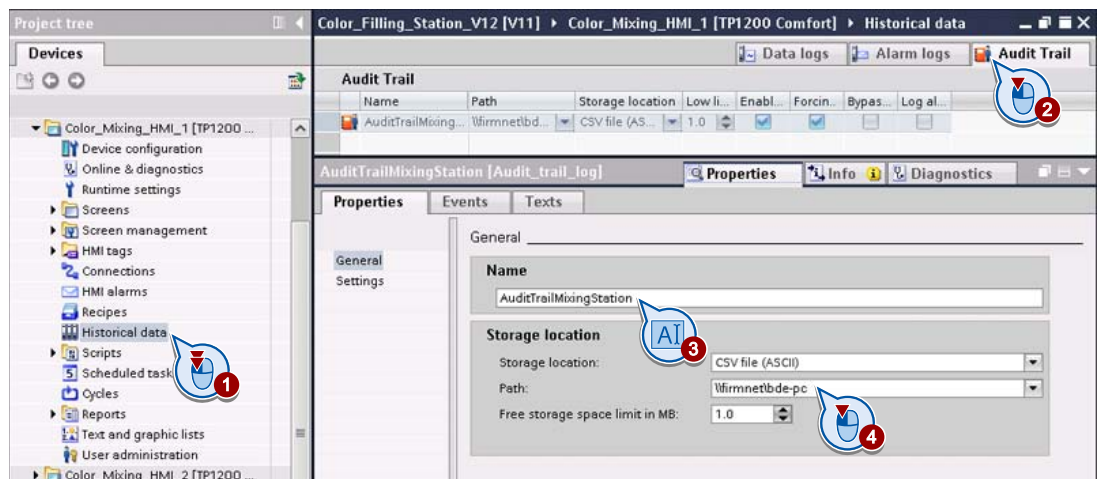 Project tree
Color_Filling_Station_V12 [V11] ▸ Color_Mixing_HMI_1 [TP1200 Comfort] ▸ Historical data
Devices
Data logs
Alarm logs
Audit Trail
Audit Trail
Name Path Storage location Low li... Enabl... Forcin... Bypas... Log al...
AuditTrailMixing... \\firmnet\bd... CSV file (AS... 1.0
2
Color_Mixing_HMI_1 [TP1200 ...
Device configuration
Online & diagnostics
Runtime settings
Screens
Screen management
HMI tags
Connections
HMI alarms
Recipes
Historical data
Scripts
Scheduled task
Cycles
Reports
Text and graphic lists
User administration
Color_Mixing_HMI_2 [TP1200 ...
1
AuditTrailMixingStation [Audit_trail_log]
Properties
Info
Diagnostics
Properties
Events
Texts
General
Settings
General
Name
AuditTrailMixingStation
AI
3
Storage location
Storage location: CSV file (ASCII)
Path: \\firmnet\bde-pc
Free storage space limit in MB: 1.0
4